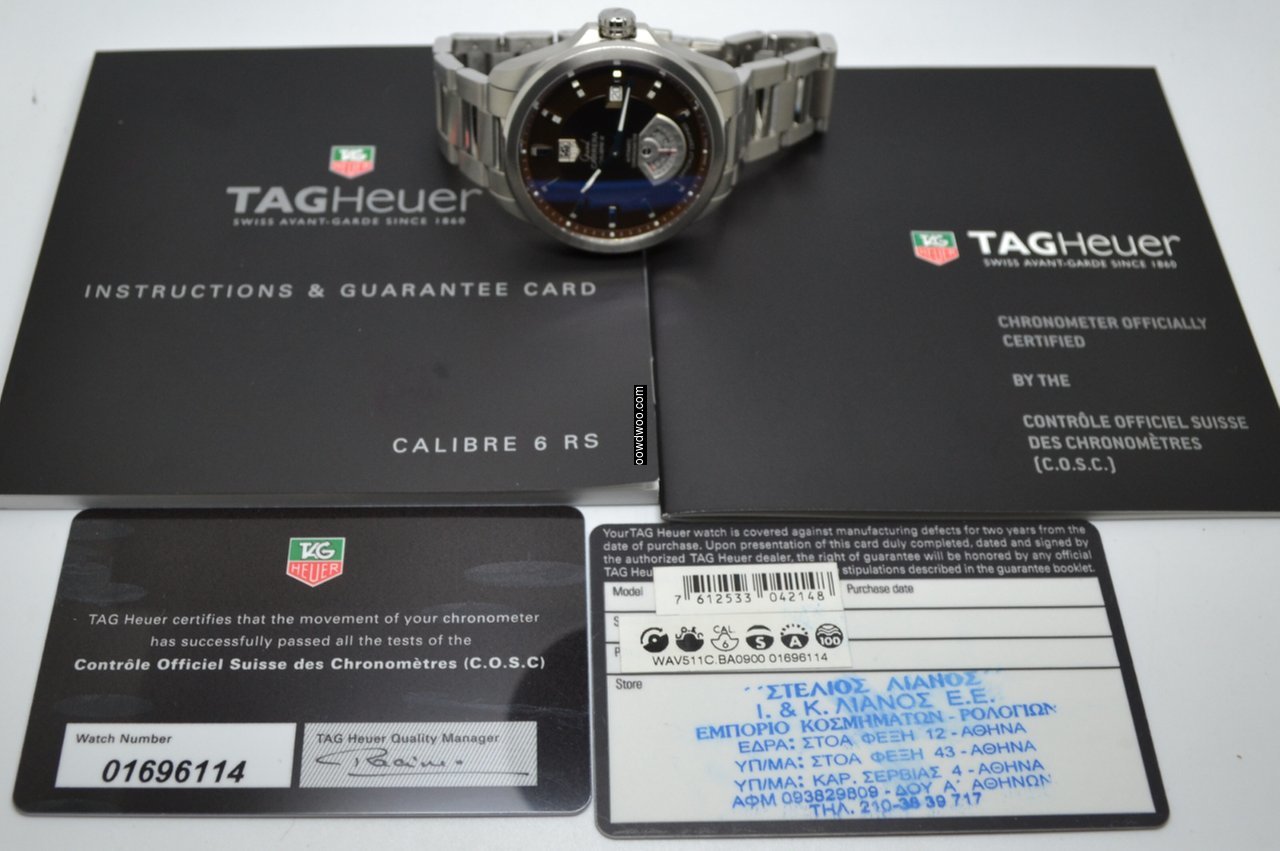 TAG
HEUER
TAGHeuer
SWISS AVANT-GARDE SINCE 1860
INSTRUCTIONS & GUARANTEE CARD
CALIBRE 6 RS
TAG
HEUER
TAGHeuer
SWISS AVANT-GARDE SINCE 1860
CHRONOMETER OFFICIALLY
CERTIFIED
BY THE
CONTRÔLE OFFICIEL SUISSE
DES CHRONOMÈTRES
(C.O.S.C.)
oowdwoo.com
TAG
HEUER
TAG Heuer certifies that the movement of your chronometer
has successfully passed all the tests of the
Contrôle Officiel Suisse des Chronomètres (C.O.S.C)
Watch Number
01696114
TAG Heuer Quality Manager
Your TAG Heuer watch is covered against manufacturing defects for two years from the
date of purchase. Upon presentation of this card duly completed, dated and signed by
the authorized TAG Heuer dealer, the right of guarantee will be honored by any official
TAG Heu stipulations described in the guarantee booklet.
Model
7 612533 042148
Purchase date
CAL
6
S
A
100
WAV511C.BA0900 01696114
Store
"ΣΤΕΛΙΟΣ ΛΙΑΝΟΣ"
Ι. & Κ. ΛΙΑΝΟΣ Ε.Ε.
ΕΜΠΟΡΙΟ ΚΟΣΜΗΜΑΤΩΝ - ΡΟΛΟΓΙΩΝ
ΕΔΡΑ: ΣΤΟΑ ΦΕΞΗ 12 - ΑΘΗΝΑ
ΥΠ/ΜΑ: ΣΤΟΑ ΦΕΞΗ 43 - ΑΘΗΝΑ
ΥΠ/ΜΑ: ΚΑΡ. ΣΕΡΒΙΑΣ 4 - ΑΘΗΝΑ
ΑΦΜ 093829809 - ΔΟΥ Α' ΑΘΗΝΩΝ
ΤΗΛ. 210-38 39 717